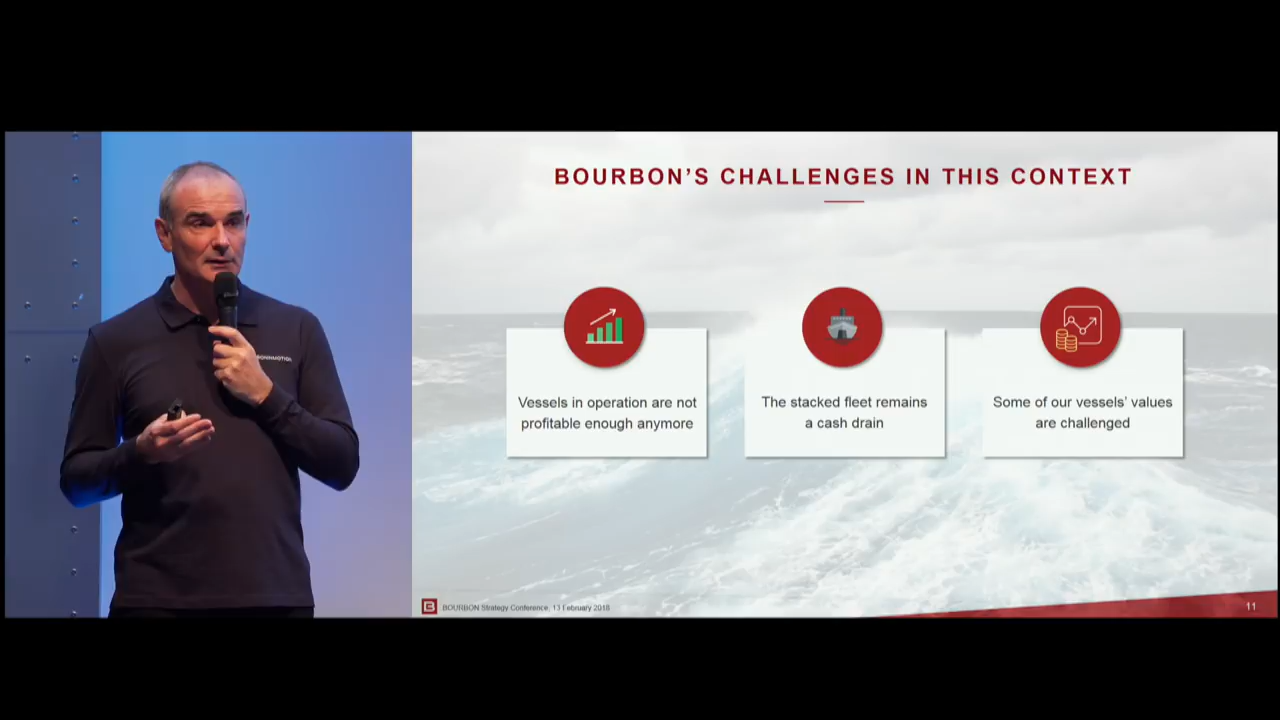 BOURBON'S CHALLENGES IN THIS CONTEXT
Vessels in operation are not
profitable enough anymore
The stacked fleet remains
a cash drain
Some of our vessels' values
are challenged
BOURBON Strategy Conference, 13 February 2018
11